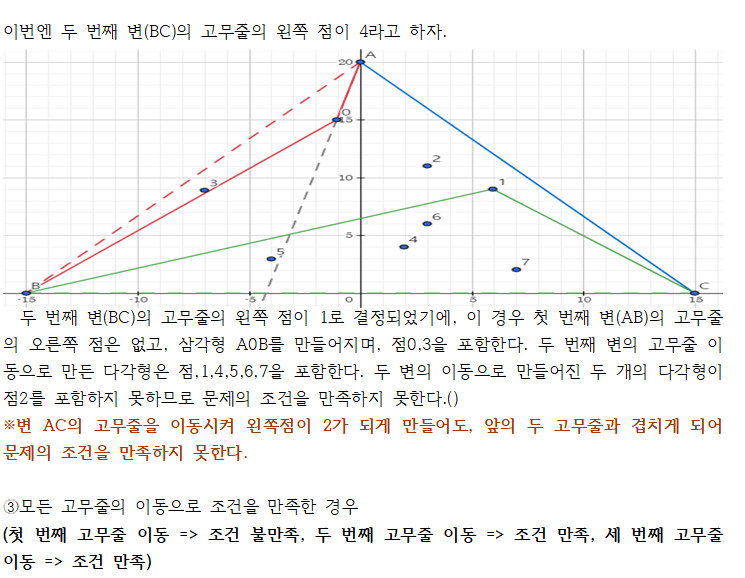 이번엔 두 번째 변(BC)의 고무줄의 왼쪽 점이 4라고 하자.
A
20
0
15
2
10
1
3
6
5
4
5
7
B
C
-15
-10
-5
0
5
10
15
두 번째 변(BC)의 고무줄의 왼쪽 점이 1로 결정되었기에, 이 경우 첫 번째 변(AB)의 고무줄
의 오른쪽 점은 없고, 삼각형 A0B를 만들어지며, 점0,3을 포함한다. 두 번째 변의 고무줄 이
동으로 만든 다각형은 점,1,4,5,6,7을 포함한다. 두 변의 이동으로 만들어진 두 개의 다각형이
점2를 포함하지 못하므로 문제의 조건을 만족하지 못한다.()
※변 AC의 고무줄을 이동시켜 왼쪽점이 2가 되게 만들어도, 앞의 두 고무줄과 겹치게 되어
문제의 조건을 만족하지 못한다.
③모든 고무줄의 이동으로 조건을 만족한 경우
(첫 번째 고무줄 이동 => 조건 불만족, 두 번째 고무줄 이동 => 조건 만족, 세 번째 고무줄
이동 => 조건 만족)